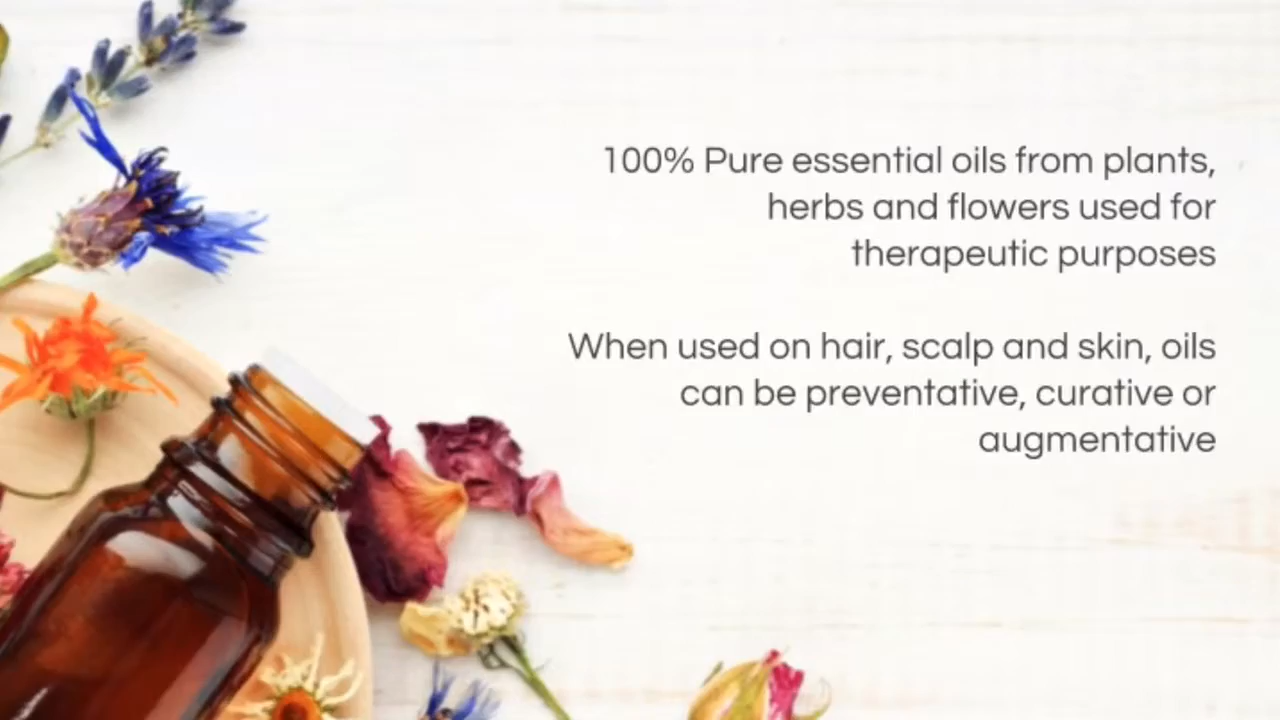 100% Pure essential oils from plants,
herbs and flowers used for
therapeutic purposes
When used on hair, scalp and skin, oils
can be preventative, curative or
augmentative